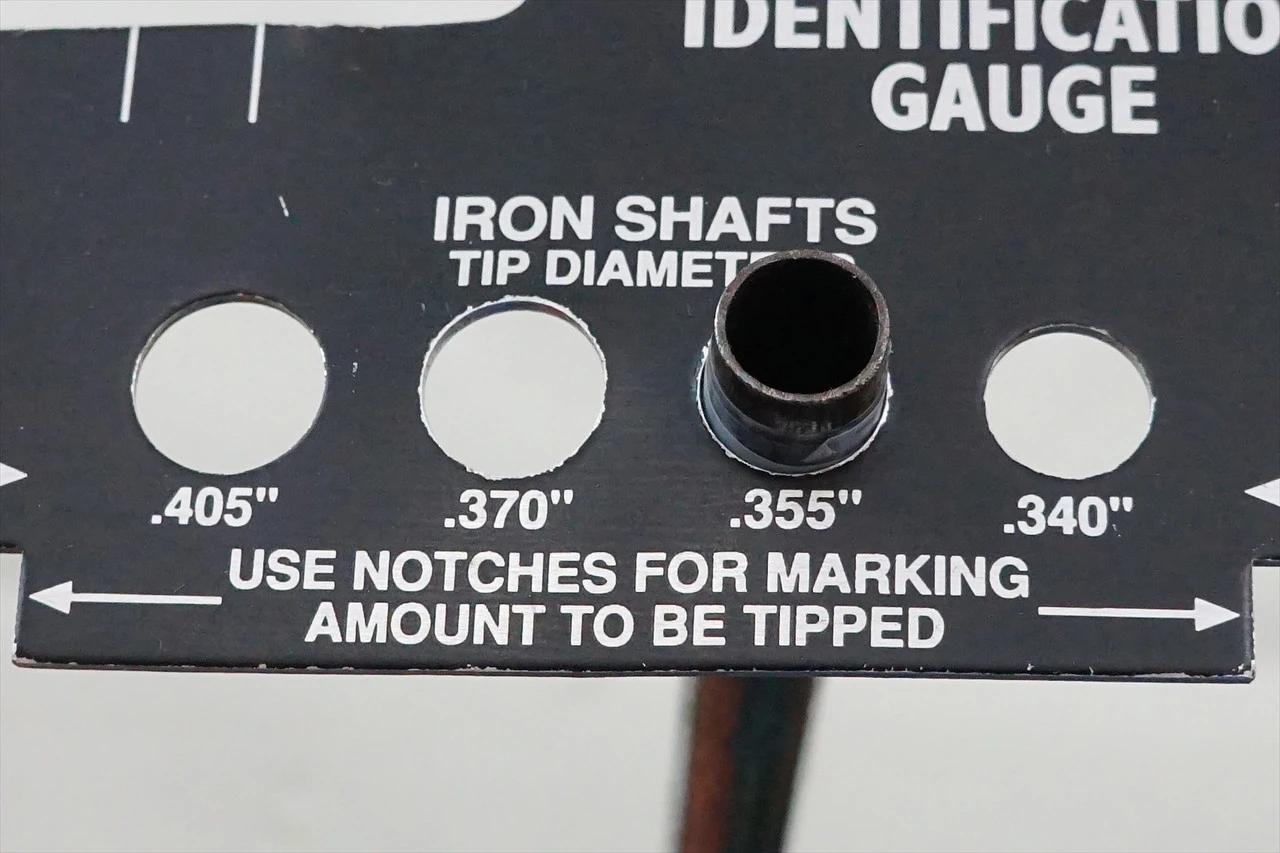 IDENTIFICATIO
GAUGE
IRON SHAFTS
TIP DIAMET
.405" .370" .355" .340"
USE NOTCHES FOR MARKING
AMOUNT TO BE TIPPED